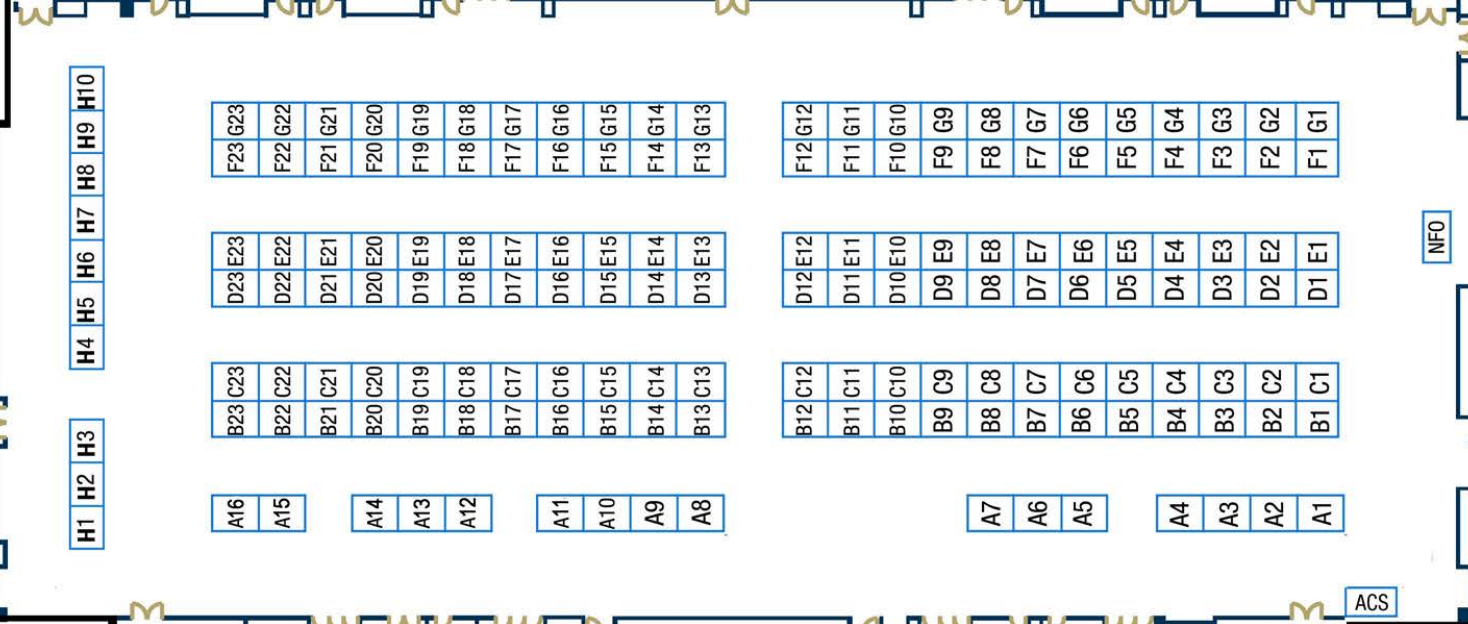 H10
H9
H8
H7
H6
H5
H4
H3
H2
H1
G23 G22 G21 G20 G19 G18 G17 G16 G15 G14 G13
F23 F22 F21 F20 F19 F18 F17 F16 F15 F14 F13
G12 G11 G10 G9 G8 G7 G6 G5 G4 G3 G2 G1
F12 F11 F10 F9 F8 F7 F6 F5 F4 F3 F2 F1
E23 E22 E21 E20 E19 E18 E17 E16 E15 E14 E13
D23 D22 D21 D20 D19 D18 D17 D16 D15 D14 D13
E12 E11 E10 E9 E8 E7 E6 E5 E4 E3 E2 E1
D12 D11 D10 D9 D8 D7 D6 D5 D4 D3 D2 D1
NFO
C23 C22 C21 C20 C19 C18 C17 C16 C15 C14 C13
B23 B22 B21 B20 B19 B18 B17 B16 B15 B14 B13
C12 C11 C10 C9 C8 C7 C6 C5 C4 C3 C2 C1
B12 B11 B10 B9 B8 B7 B6 B5 B4 B3 B2 B1
A16 A15 A14 A13 A12 A11 A10 A9 A8
A7 A6 A5 A4 A3 A2 A1
ACS